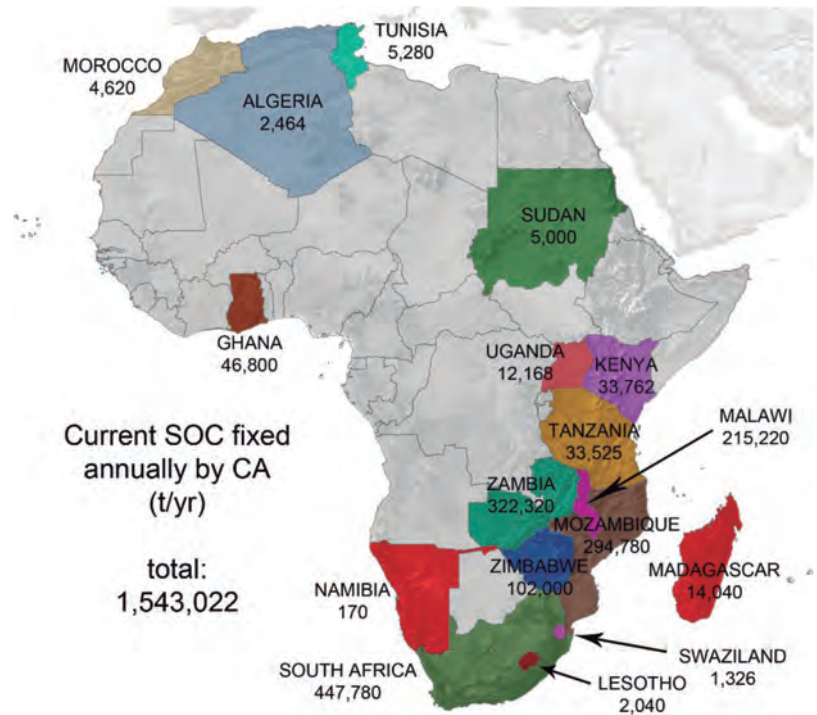 TUNISIA
5,280
MOROCCO
4,620
ALGERIA
2,464
SUDAN
5,000
GHANA
46,800
UGANDA
12,168
KENYA
33,762
MALAWI
215,220
TANZANIA
33,525
Current SOC fixed
annually by CA
(t/yr)
total:
1,543,022
ZAMBIA
322,320
MOZAMBIQUE
294,780
ZIMBABWE
102,000
MADAGASCAR
14,040
NAMIBIA
170
SWAZILAND
1,326
SOUTH AFRICA
447,780
LESOTHO
2,040